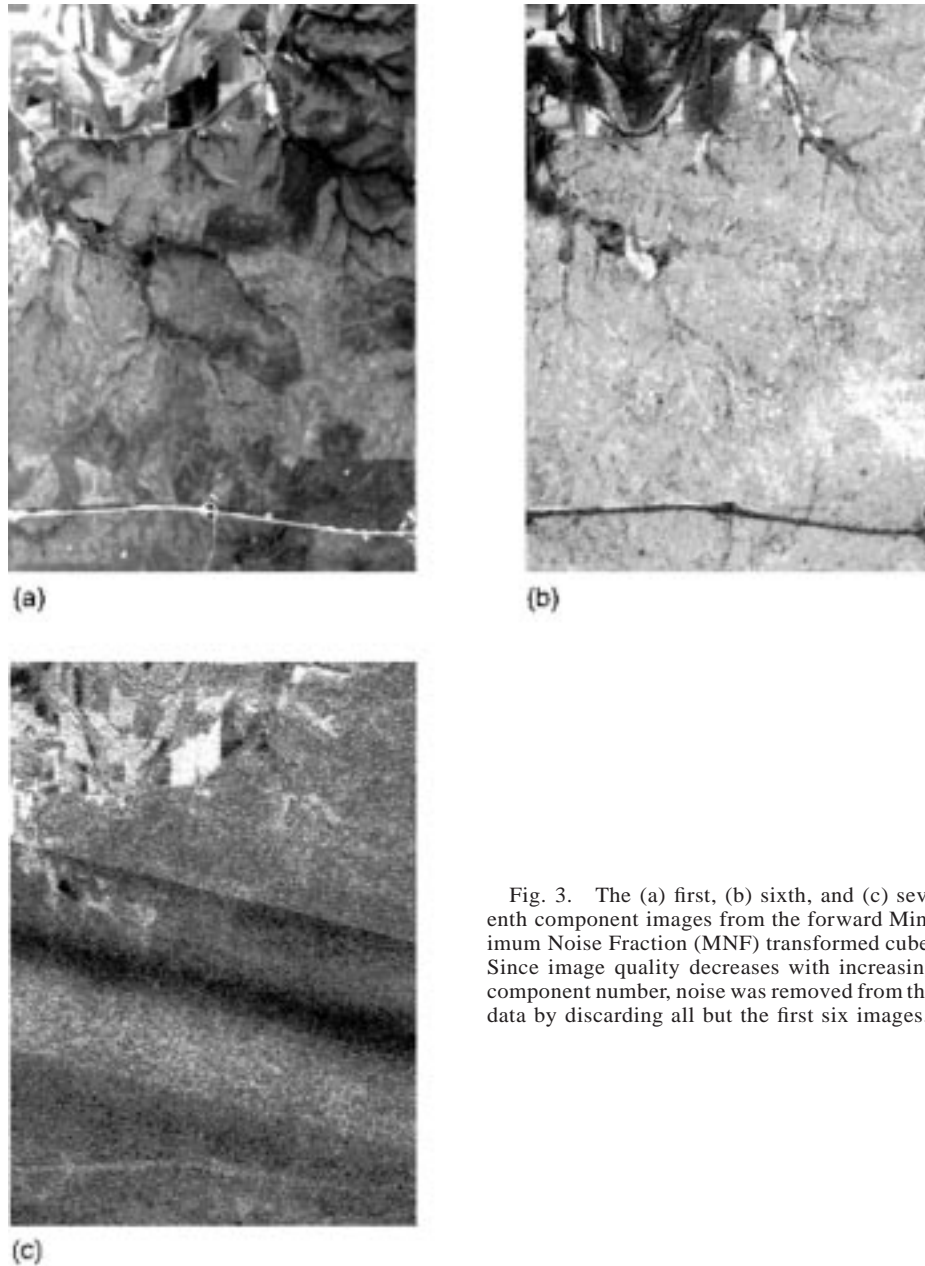 (a)
(b)
(c)
Fig. 3. The (a) first, (b) sixth, and (c) sev
enth component images from the forward Min
imum Noise Fraction (MNF) transformed cube
Since image quality decreases with increasin
component number, noise was removed from th
data by discarding all but the first six images.